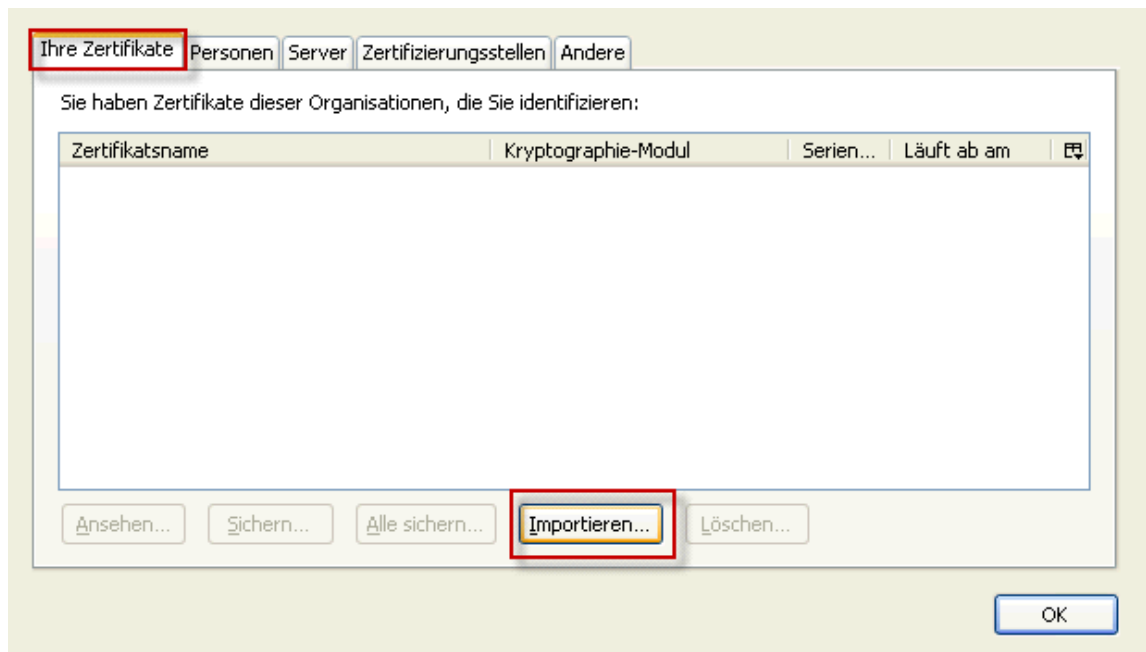 Ihre Zertifikate Personen Server Zertifizierungsstellen Andere
Sie haben Zertifikate dieser Organisationen, die Sie identifizieren:
Zertifikatsname Kryptographie-Modul Serien... Läuft ab am
Ansehen... Sichern... Alle sichern... Importieren... Löschen...
OK